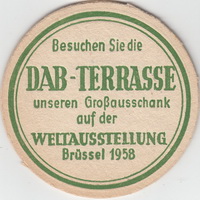 Besuchen Sie die
DAB-TERRASSE
unseren Großausschank
auf der
WELTAUSSTELLUNG
Brüssel 1958